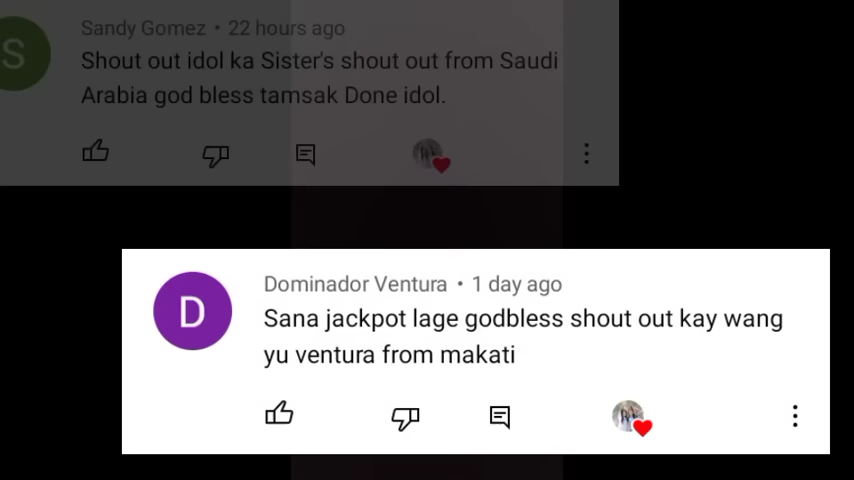 S
Sandy Gomez • 22 hours ago
Shout out idol ka Sister's shout out from Saudi
Arabia god bless tamsak Done idol.
D
Dominador Ventura • 1 day ago
Sana jackpot lage godbless shout out kay wang
yu ventura from makati